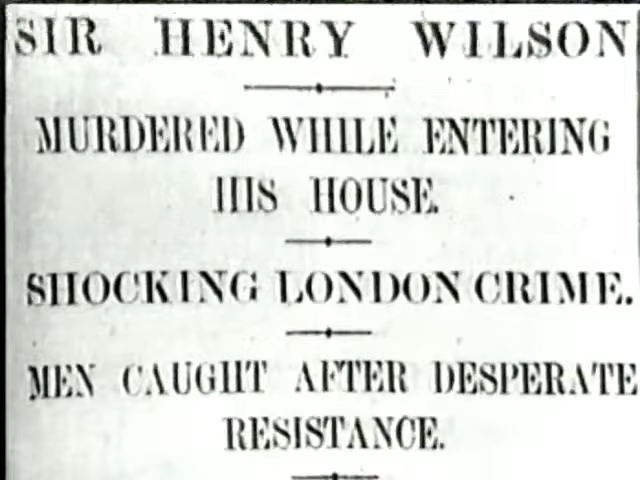 SIR HENRY WILSON
MURDERED WHILE ENTERING
HIS HOUSE.
SHOCKING LONDON CRIME.
MEN CAUGHT AFTER DESPERATE
RESISTANCE.